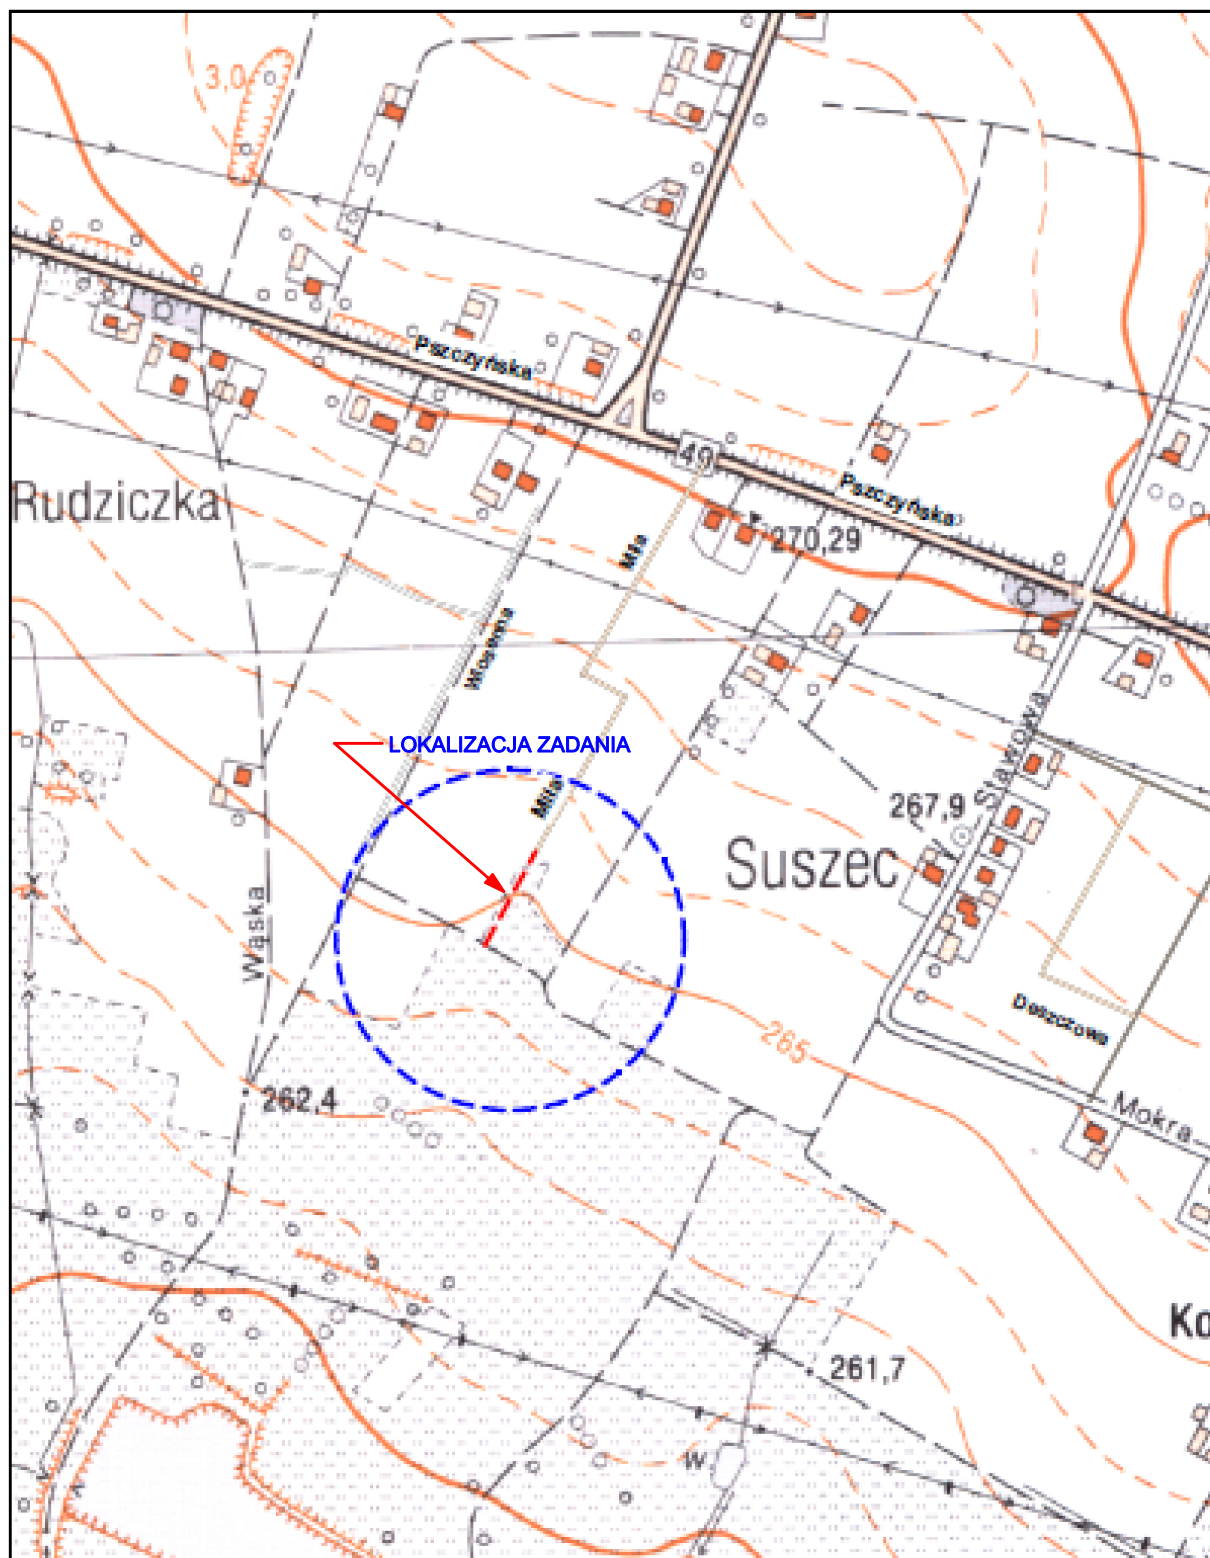 3,0
Pszczyńska
49
Pszczyńska
Rudziczka
270,29
Miła
Wiosenna
Stawowa
LOKALIZACJA ZADANIA
Miła
267,9
Suszec
Wąska
Deszczowa
265
262,4
Mokra
Ko
261,7
W